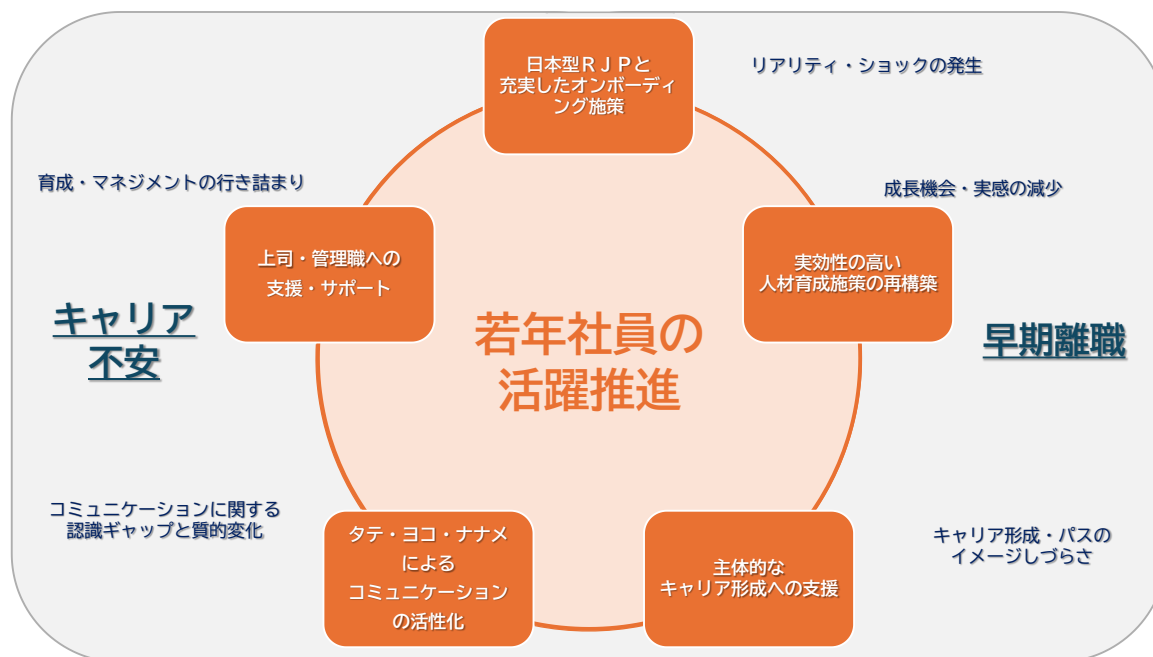 日本型ＲＪＰと
充実したオンボーディ
ング施策
リアリティ・ショックの発生
育成・マネジメントの行き詰まり
成長機会・実感の減少
上司・管理職への
支援・サポート
実効性の高い
人材育成施策の再構築
キャリア
不安
若年社員の
活躍推進
早期離職
コミュニケーションに関する
認識ギャップと質的変化
タテ・ヨコ・ナナメ
による
コミュニケーション
の活性化
主体的な
キャリア形成への支援
キャリア形成・パスの
イメージしづらさ